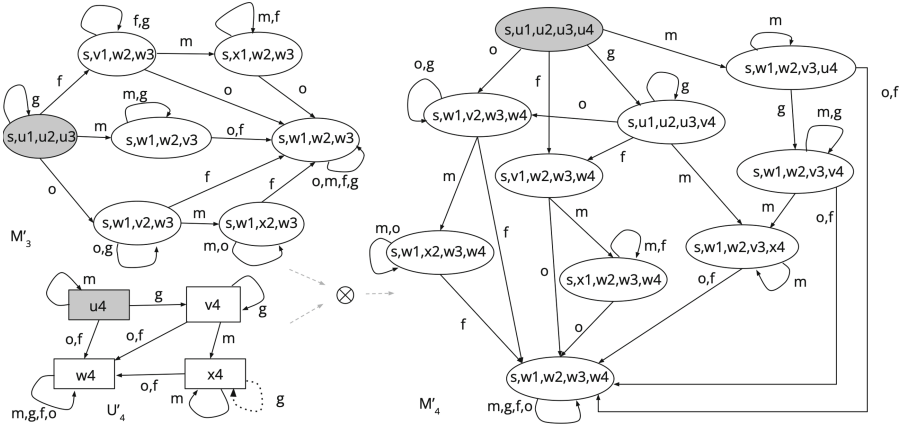 f,g
s,v1,w2,w3
m
m,f
s,x1,w2,w3
f
o
o
g
s,u1,u2,u3
m
m,g
s,w1,w2,v3
o,f
s,w1,w2,w3
o,m,f,g
o
f
f
s,w1,v2,w3
m
s,w1,x2,w3
o,g
m,o
M'3
m
u4
g
v4
g
o,f
o,f
m
w4
o,f
x4
m
g
m,g,f,o
U'4
⊗
s,u1,u2,u3,u4
m
m
s,w1,w2,v3,u4
o,f
o
f
g
o,g
s,w1,v2,w3,w4
o
g
s,u1,u2,u3,v4
g
m,g
f
s,v1,w2,w3,w4
m
s,w1,w2,v3,v4
m
f
m
m
o,f
m,o
s,w1,x2,w3,w4
o
m,f
s,x1,w2,w3,w4
s,w1,w2,v3,x4
m
o,f
f
o
s,w1,w2,w3,w4
m,g,f,o
M'4